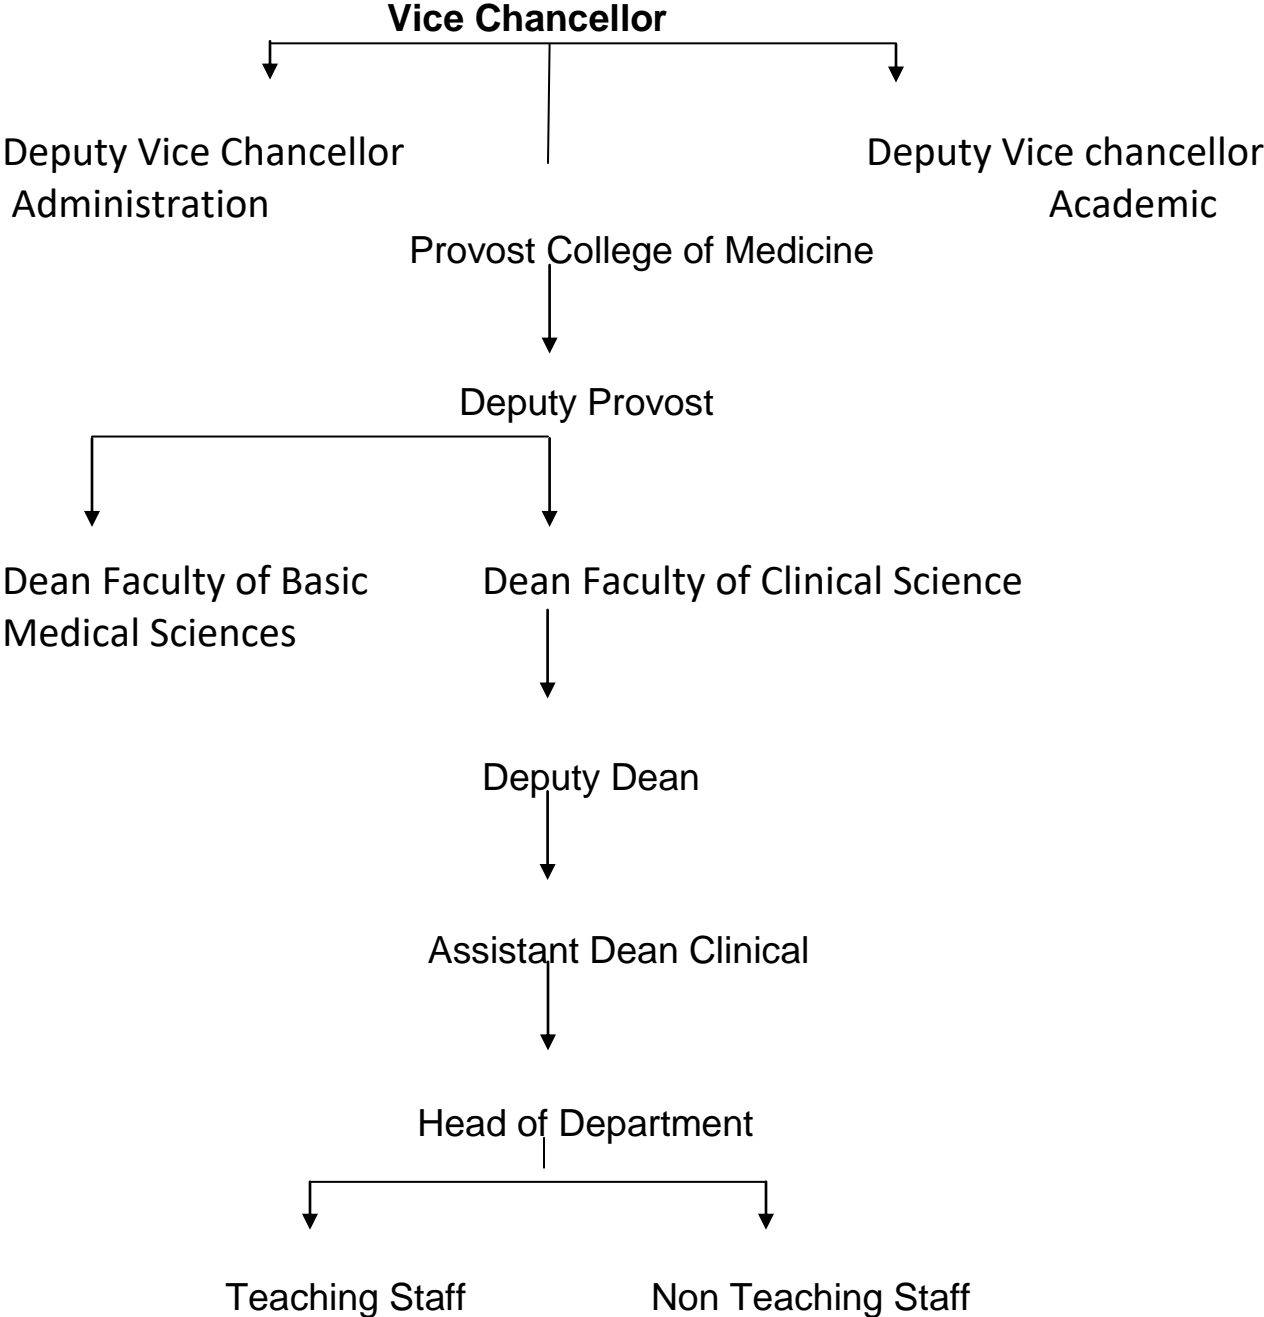 Vice Chancellor
Deputy Vice Chancellor
Administration
Deputy Vice chancellor
Academic
Provost College of Medicine
Deputy Provost
Dean Faculty of Basic
Medical Sciences
Dean Faculty of Clinical Science
Deputy Dean
Assistant Dean Clinical
Head of Department
Teaching Staff
Non Teaching Staff